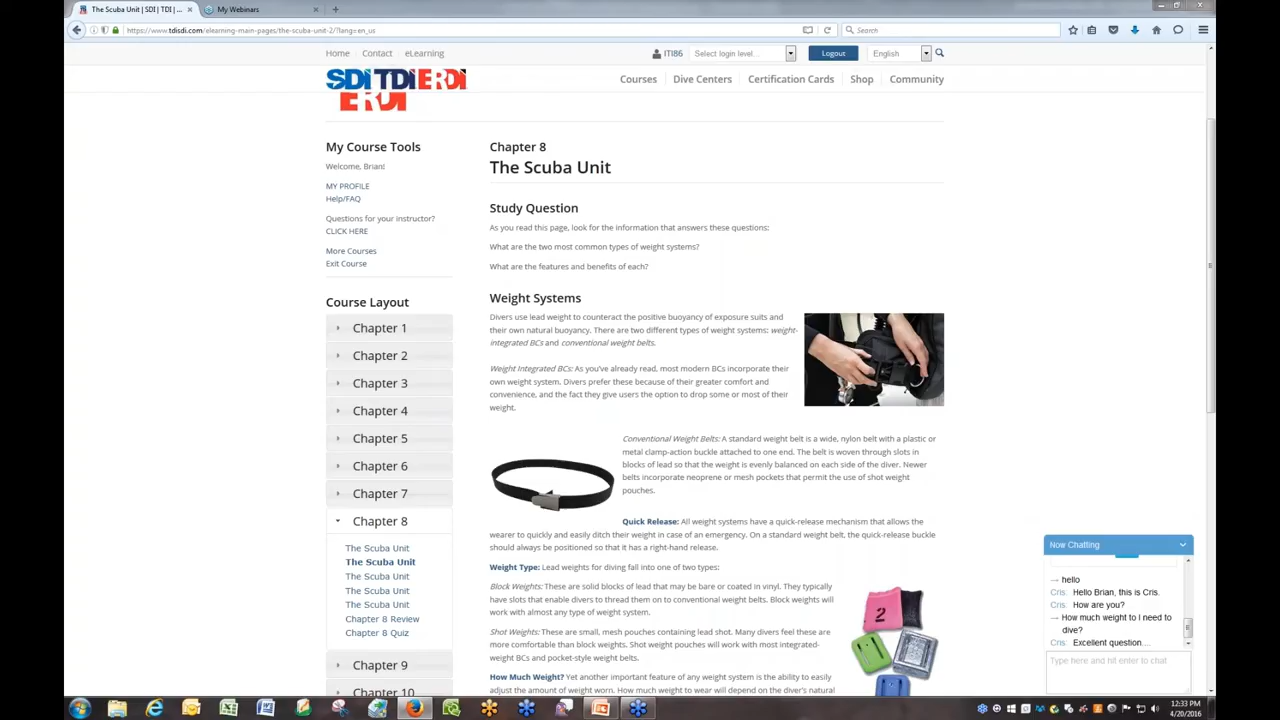 The Scuba Unit | SDI | TDI | ...
My Webinars
https://www.tdisdi.com/elearning-main-pages/the-scuba-unit-2/?lang=en_us
Search
Home Contact eLearning
ITI86 Select login level... Logout English
SDI TDI ERDI
ERDI
Courses Dive Centers Certification Cards Shop Community
My Course Tools
Welcome, Brian!
MY PROFILE
Help/FAQ
Questions for your instructor?
CLICK HERE
More Courses
Exit Course
Course Layout
Chapter 1
Chapter 2
Chapter 3
Chapter 4
Chapter 5
Chapter 6
Chapter 7
Chapter 8
The Scuba Unit
The Scuba Unit
The Scuba Unit
The Scuba Unit
The Scuba Unit
Chapter 8 Review
Chapter 8 Quiz
Chapter 9
Chapter 10
Chapter 8
The Scuba Unit
Study Question
As you read this page, look for the information that answers these questions:
What are the two most common types of weight systems?
What are the features and benefits of each?
Weight Systems
Divers use lead weight to counteract the positive buoyancy of exposure suits and
their own natural buoyancy. There are two different types of weight systems: weight-
integrated BCs and conventional weight belts.
Weight Integrated BCs: As you've already read, most modern BCs incorporate their
own weight system. Divers prefer these because of their greater comfort and
convenience, and the fact they give users the option to drop some or most of their
weight.
Conventional Weight Belts: A standard weight belt is a wide, nylon belt with a plastic or
metal clamp-action buckle attached to one end. The belt is woven through slots in
blocks of lead so that the weight is evenly balanced on each side of the diver. Newer
belts incorporate neoprene or mesh pockets that permit the use of shot weight
pouches.
Quick Release: All weight systems have a quick-release mechanism that allows the
wearer to quickly and easily ditch their weight in case of an emergency. On a standard weight belt, the quick-release buckle
should always be positioned so that it has a right-hand release.
Weight Type: Lead weights for diving fall into one of two types:
Block Weights: These are solid blocks of lead that may be bare or coated in vinyl. They typically
have slots that enable divers to thread them on to conventional weight belts. Block weights will
work with almost any type of weight system.
Shot Weights: These are small, mesh pouches containing lead shot. Many divers feel these are
more comfortable than block weights. Shot weight pouches will work with most integrated-
weight BCs and pocket-style weight belts.
How Much Weight? Yet another important feature of any weight system is the ability to easily
adjust the amount of weight worn. How much weight to wear will depend on the diver's natural
2
Now Chatting
hello
Cris: Hello Brian, this is Cris.
Cris: How are you?
How much weight to I need to
dive?
Cris: Excellent question....
Type here and hit enter to chat
12:33 PM
4/20/2016